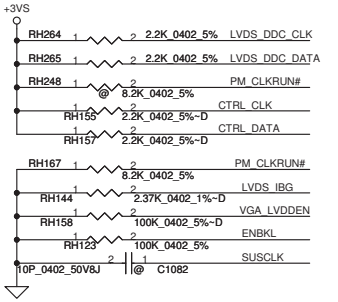 +3VS
RH264 1 2 2.2K_0402_5% LVDS_DDC_CLK
RH265 1 2 2.2K_0402_5% LVDS_DDC_DATA
RH248 1 2 PM_CLKRUN#
@ 8.2K_0402_5%
1 2 CTRL_CLK
RH155 2.2K_0402_5%~D
1 2 CTRL_DATA
RH157 2.2K_0402_5%~D
RH167 1 2 PM_CLKRUN#
8.2K_0402_5%
1 2 LVDS_IBG
RH144 2.37K_0402_1%~D
RH158 1 2 VGA_LVDDEN
100K_0402_5%~D
1 2 ENBKL
RH123 100K_0402_5%
2 1 SUSCLK
10P_0402_50V8J @ C1082